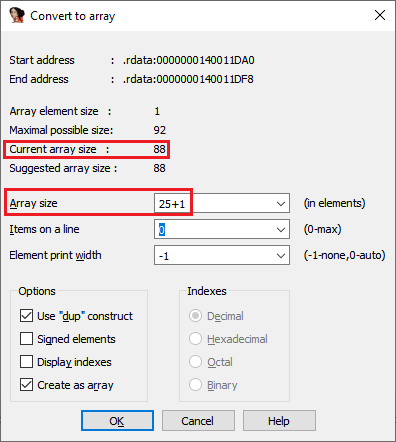 Convert to array
Start address : .rdata:0000000140011DA0
End address : .rdata:0000000140011DF8
Array element size : 1
Maximal possible size: 92
Current array size : 88
Suggested array size : 88
Array size 25+1 (in elements)
Items on a line 0 (0-max)
Element print width -1 (-1-none,0-auto)
Options Indexes
Use "dup" construct Decimal
Signed elements Hexadecimal
Display indexes Octal
Create as array Binary
OK Cancel Help